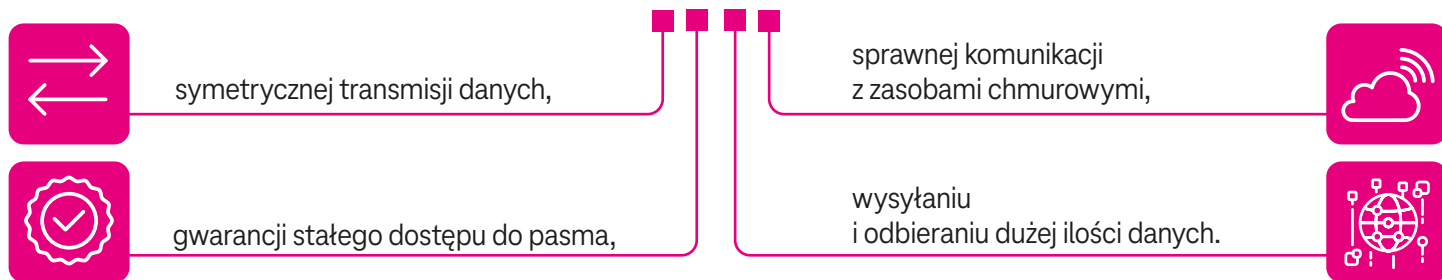 symetrycznej transmisji danych,
gwarancji stałego dostępu do pasma,
sprawnej komunikacji
z zasobami chmurowymi,
wysyłaniu
i odbieraniu dużej ilości danych.